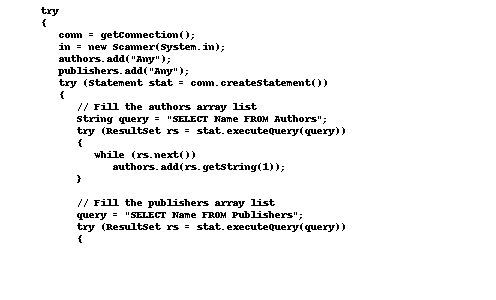 try
{
conn = getConnection();
in = new Scanner(System.in);
authors.add("Any");
publishers.add("Any");
try (Statement stat = conn.createStatement())
{
// Fill the authors array list
String query = "SELECT Name FROM Authors";
try (ResultSet rs = stat.executeQuery(query))
{
while (rs.next())
authors.add(rs.getString(1));
}
// Fill the publishers array list
query = "SELECT Name FROM Publishers";
try (ResultSet rs = stat.executeQuery(query))
{